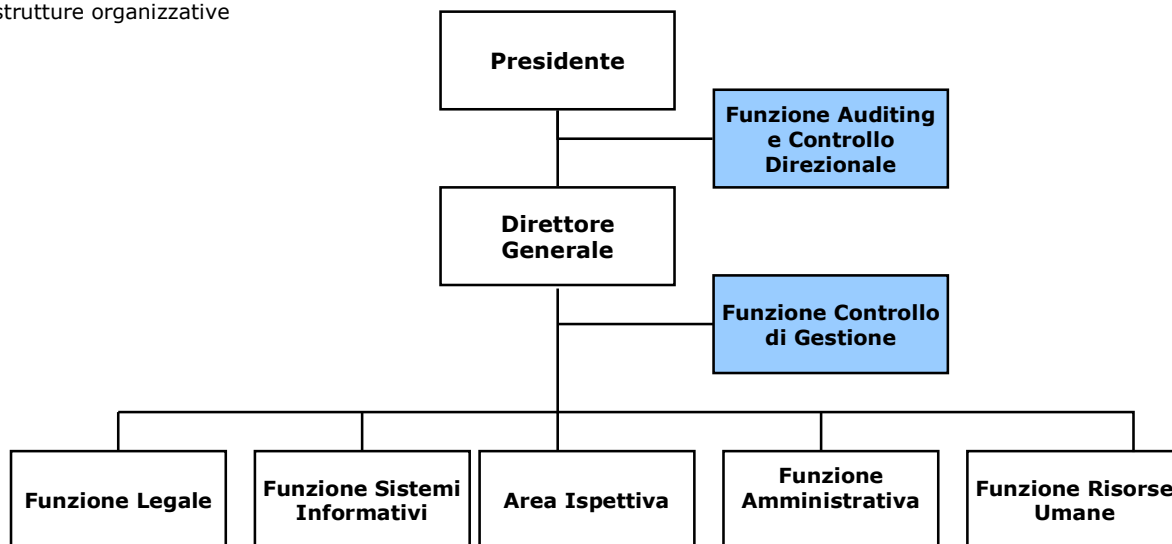 strutture organizzative
Presidente
Funzione Auditing
e Controllo
Direzionale
Direttore
Generale
Funzione Controllo
di Gestione
Funzione Legale
Funzione Sistemi
Informativi
Area Ispettiva
Funzione
Amministrativa
Funzione Risorse
Umane